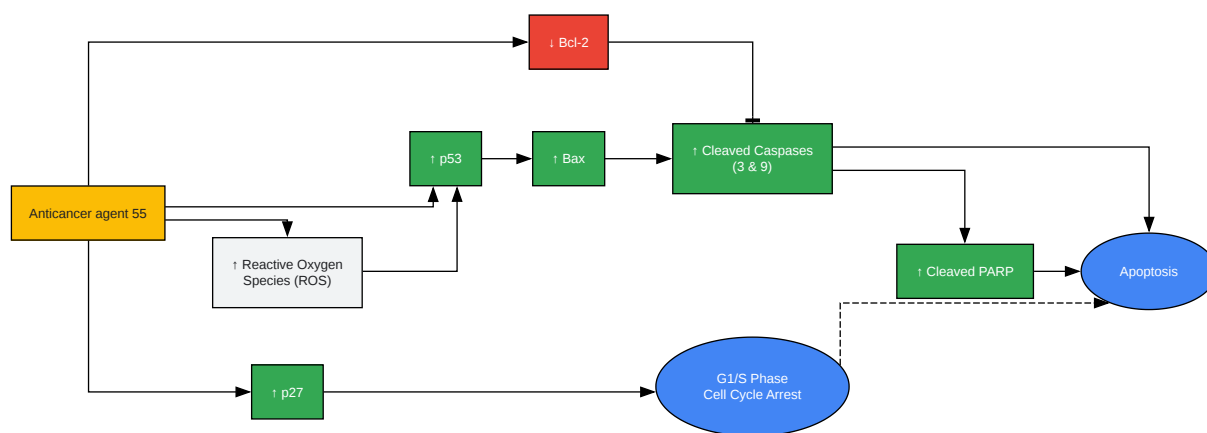 ↓ Bcl-2
↑ p53
↑ Bax
↑ Cleaved Caspases
(3 & 9)
Anticancer agent 55
↑ Reactive Oxygen
Species (ROS)
↑ Cleaved PARP
Apoptosis
↑ p27
G1/S Phase
Cell Cycle Arrest